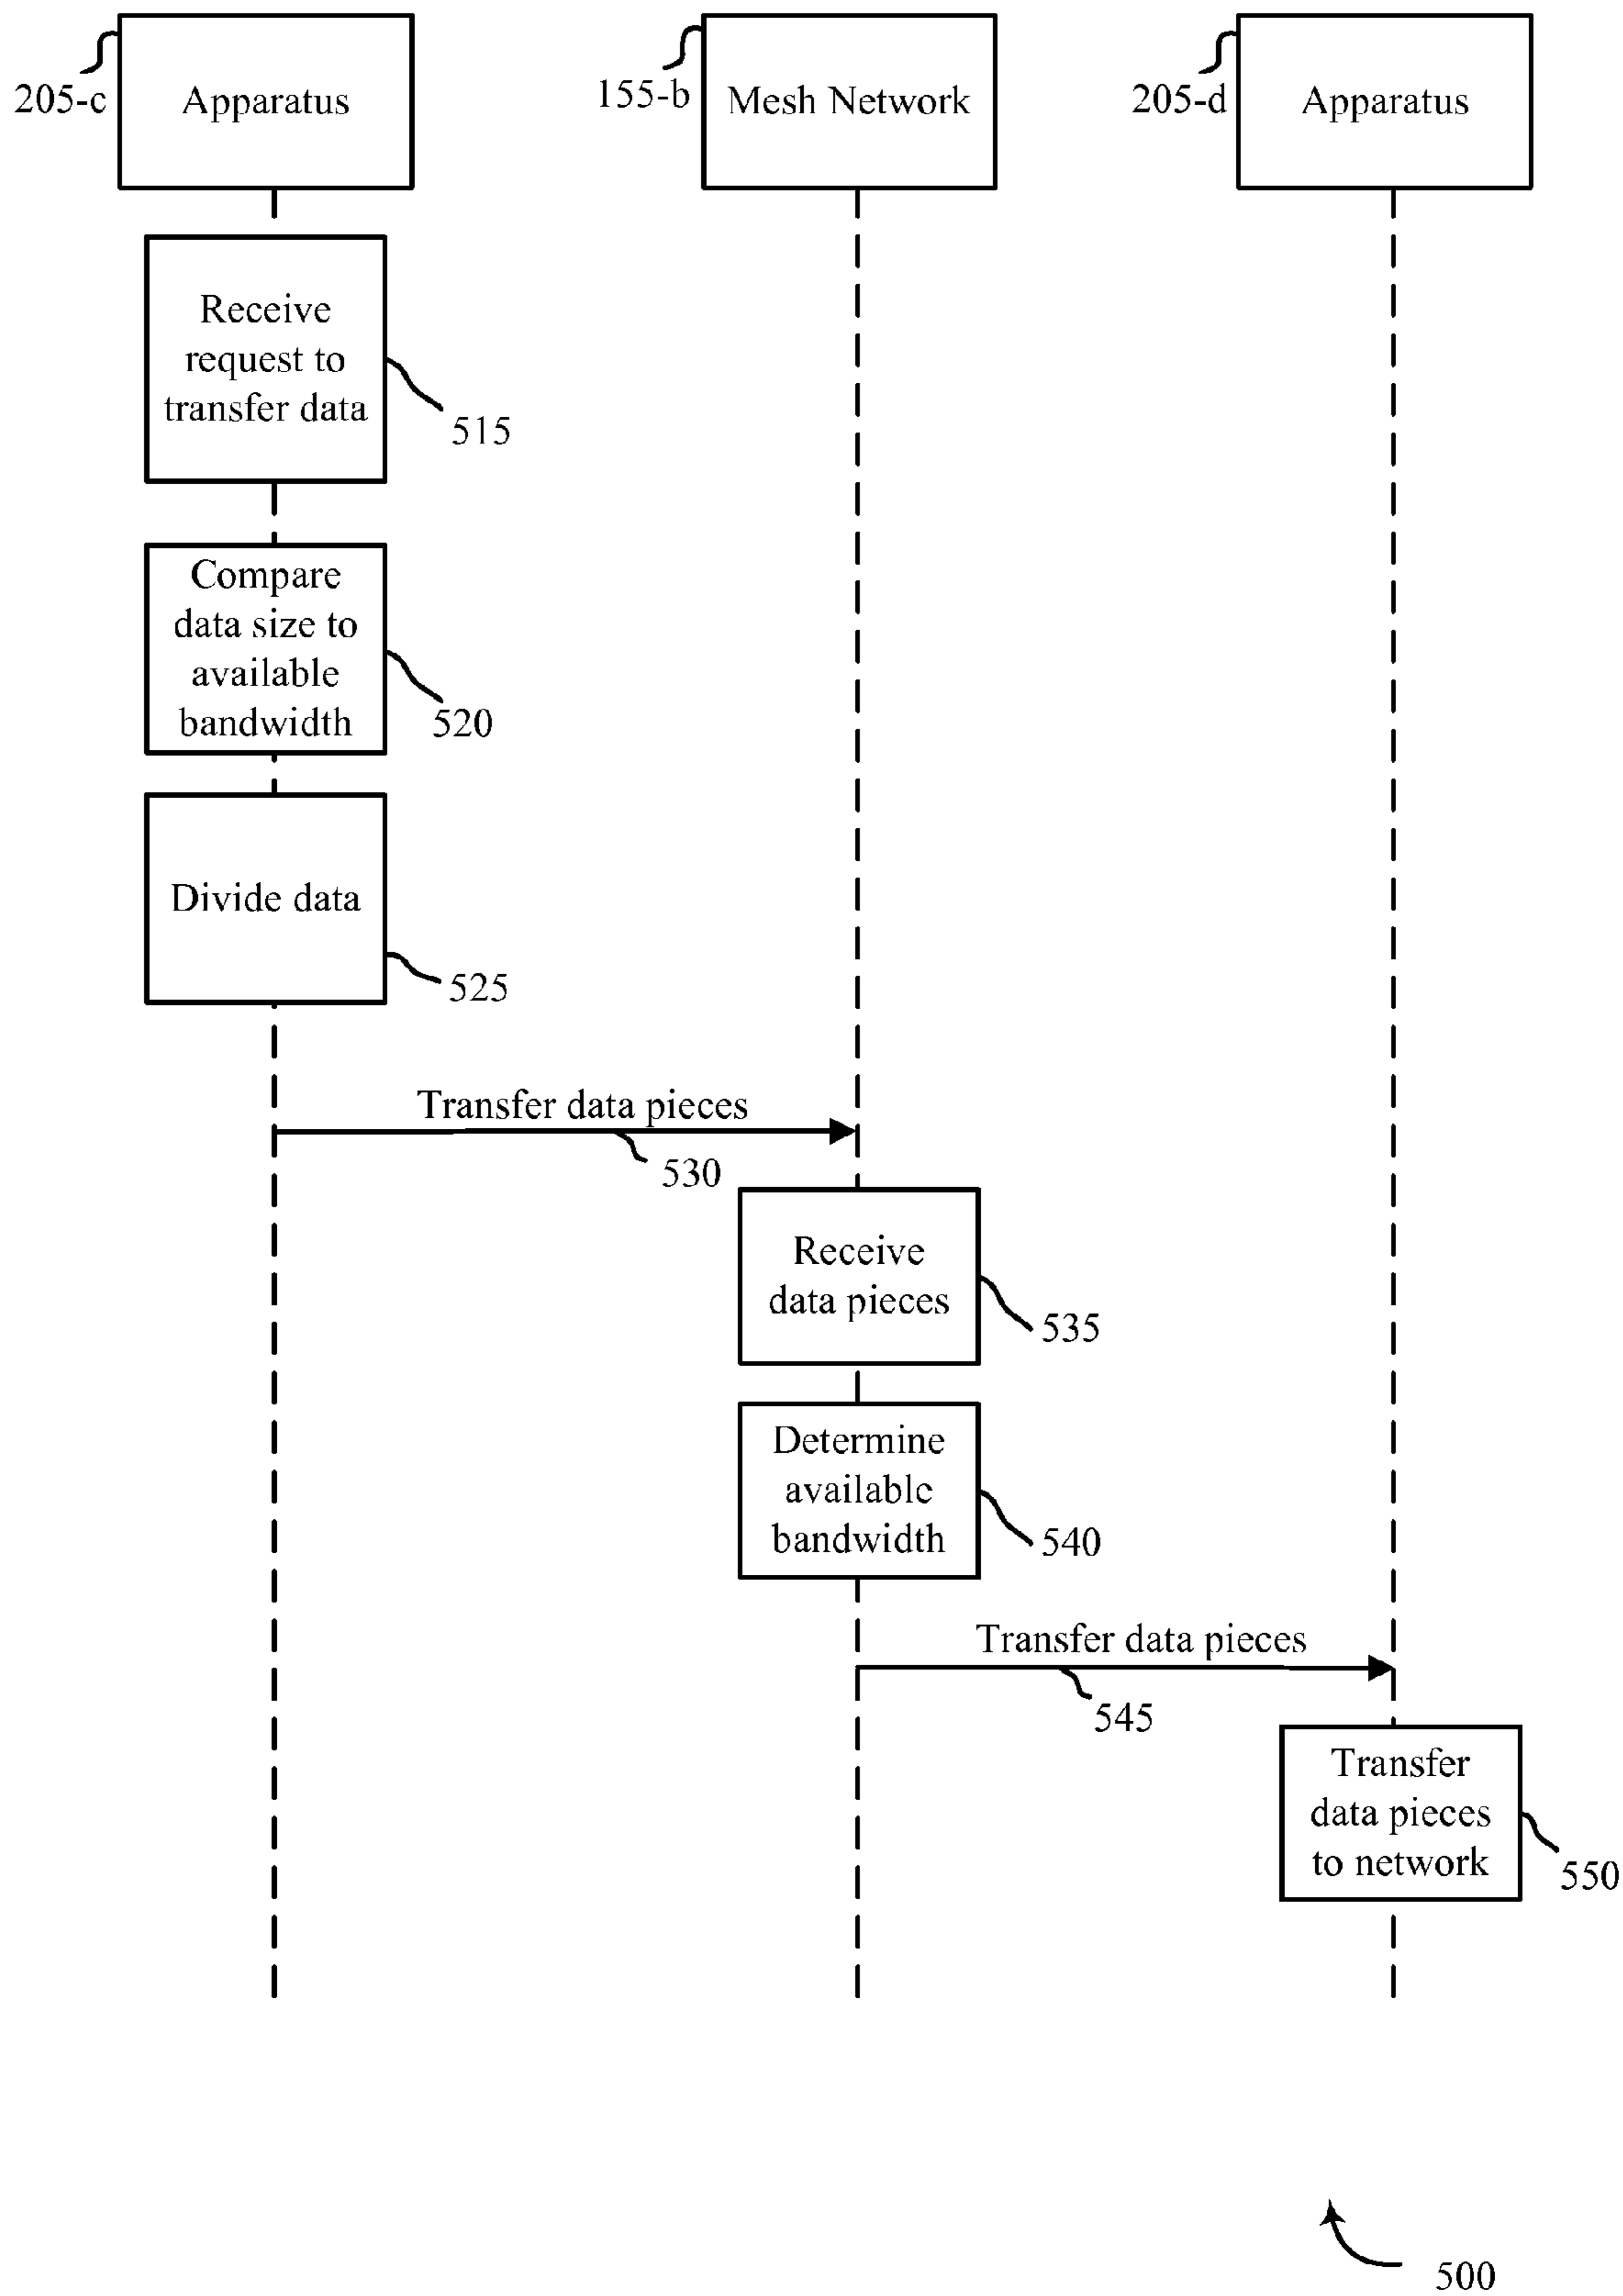 205-c
Apparatus
155-b
Mesh Network
205-d
Apparatus
Receive
request to
transfer data
515
Compare
data size to
available
bandwidth
520
Divide data
525
Transfer data pieces
530
Receive
data pieces
535
Determine
available
bandwidth
540
Transfer data pieces
545
Transfer
data pieces
to network
550
500